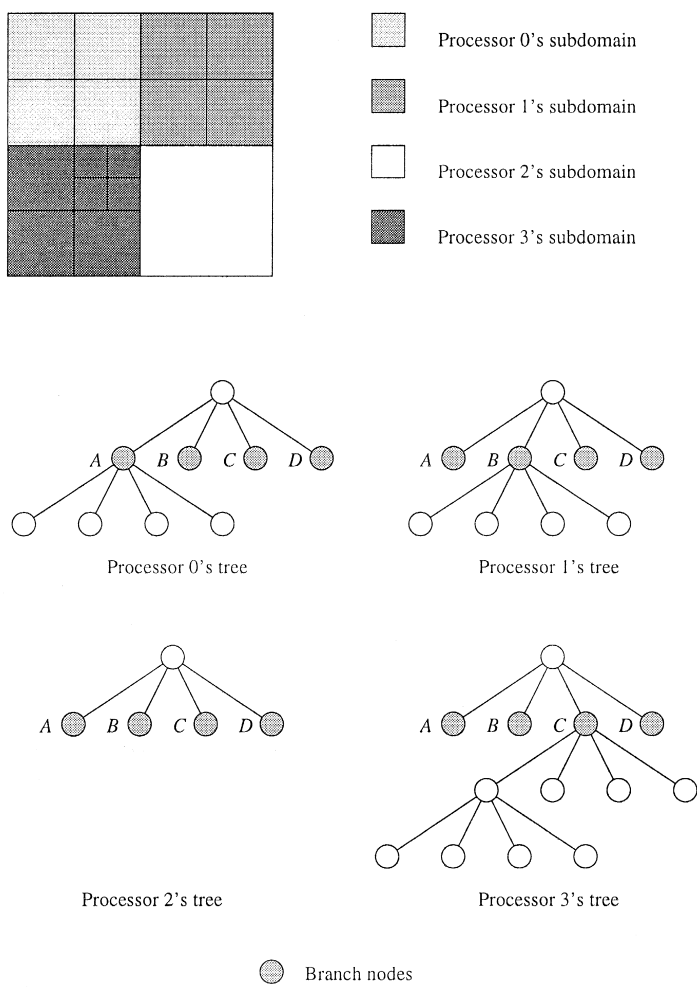 Processor 0's subdomain
Processor 1's subdomain
Processor 2's subdomain
Processor 3's subdomain
A B C D
A B C D
Processor 0's tree
Processor 1's tree
A B C D
A B C D
Processor 2's tree
Processor 3's tree
Branch nodes